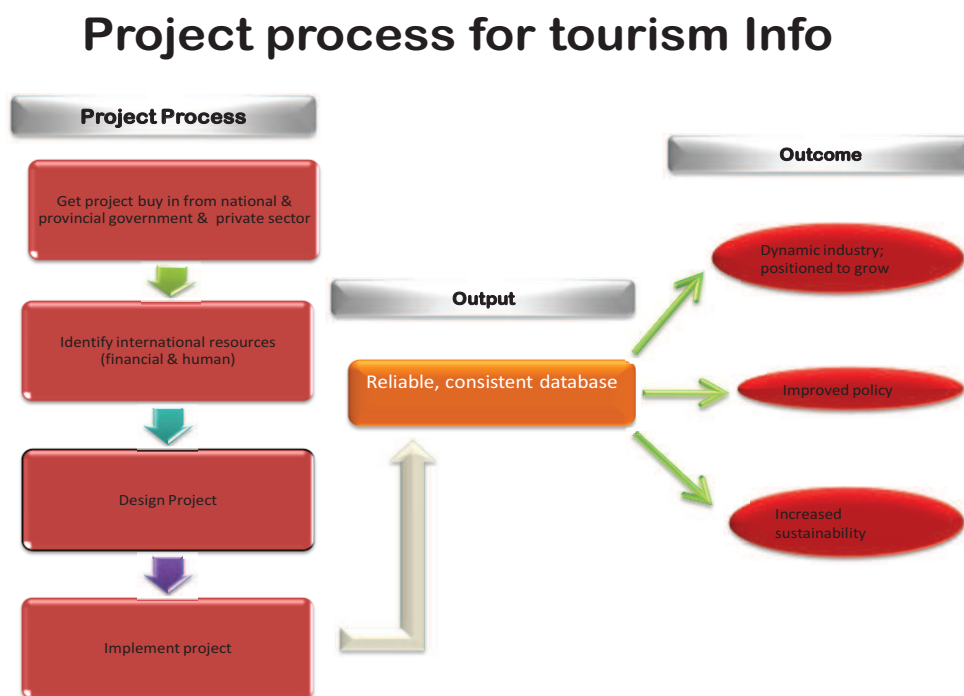 Project process for tourism Info
Project Process
Get project buy in from national &
provincial government &  private sector
Identify international resources
(financial & human)
Design Project
Implement project
Output
Reliable, consistent database
Outcome
Dynamic industry;
positioned to grow
Improved policy
Increased
sustainability